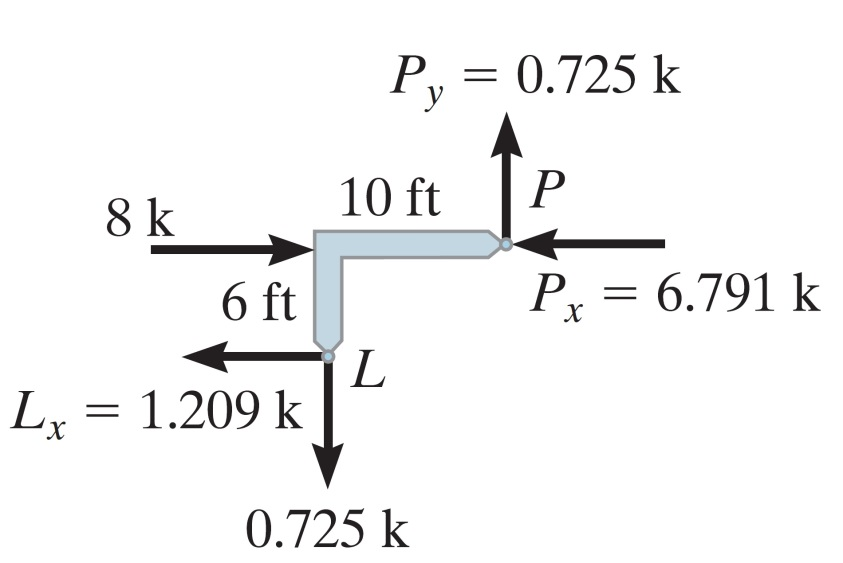 P_y = 0.725 k
10 ft
P
8 k
6 ft
P_x = 6.791 k
L
L_x = 1.209 k
0.725 k